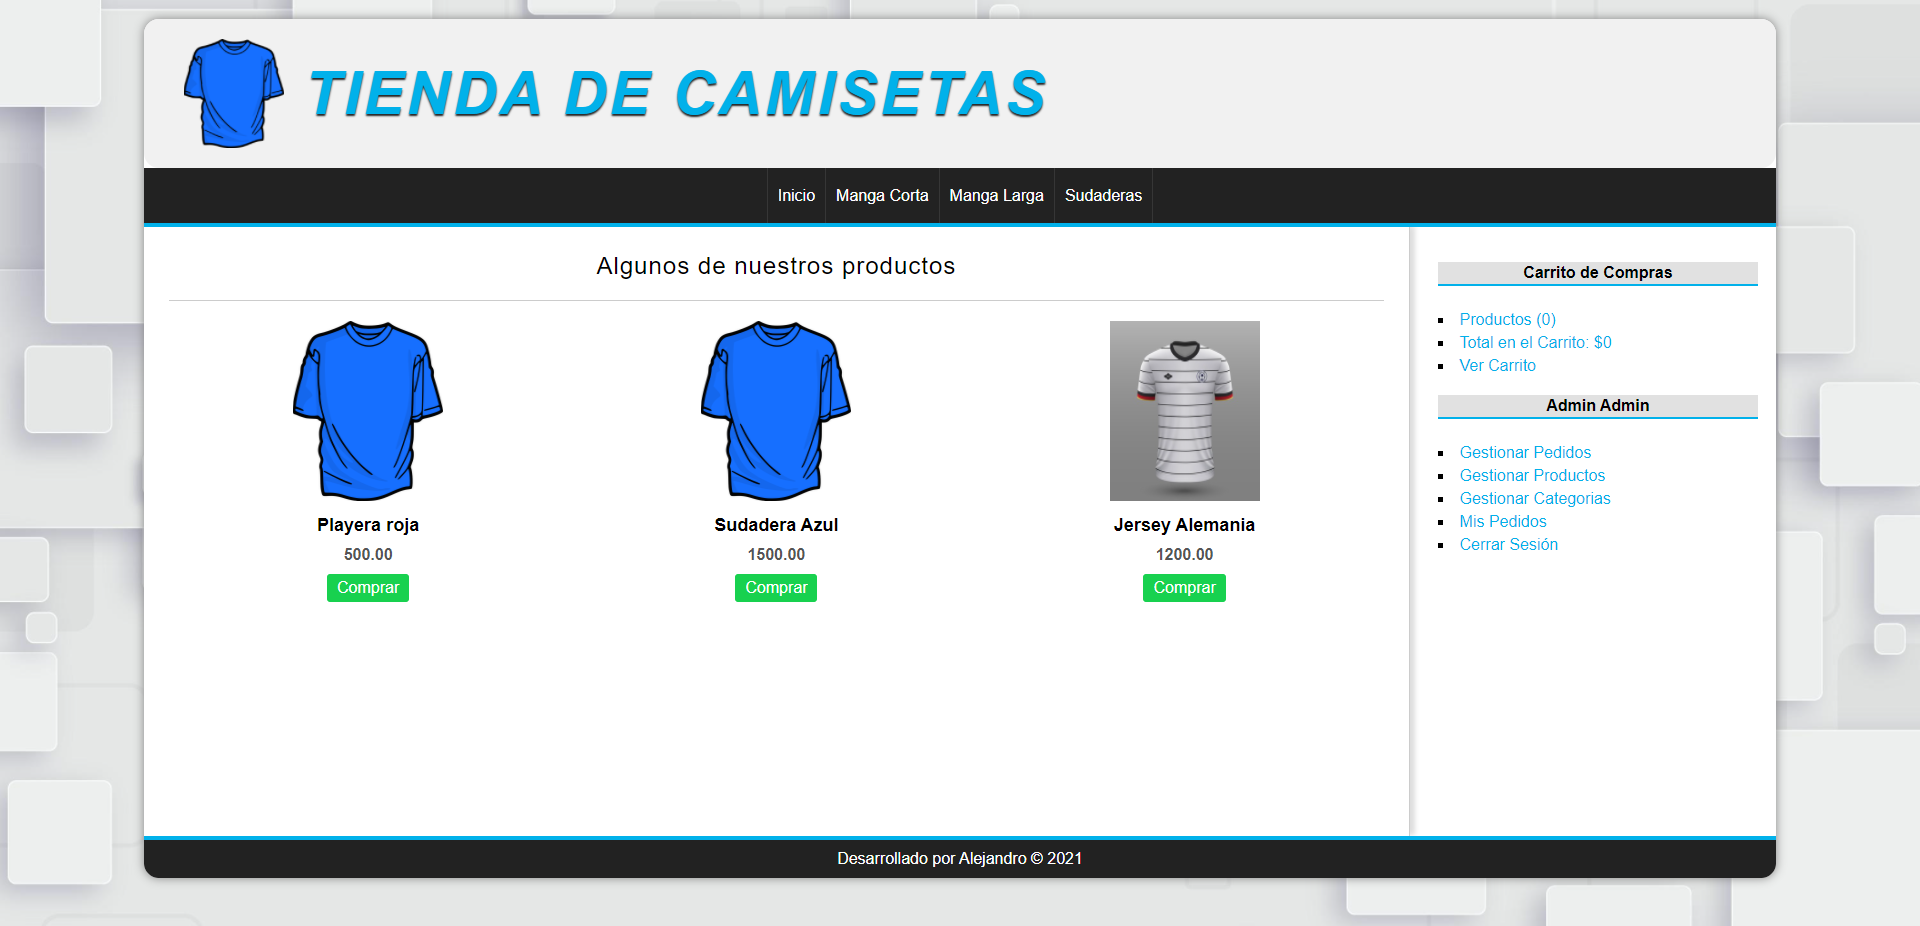 TIENDA DE CAMISETAS
Inicio
Manga Corta
Manga Larga
Sudaderas
Algunos de nuestros productos
Playera roja
500.00
Comprar
Sudadera Azul
1500.00
Comprar
Jersey Alemania
1200.00
Comprar
Carrito de Compras
Productos (0)
Total en el Carrito: $0
Ver Carrito
Admin Admin
Gestionar Pedidos
Gestionar Productos
Gestionar Categorias
Mis Pedidos
Cerrar Sesión
Desarrollado por Alejandro © 2021